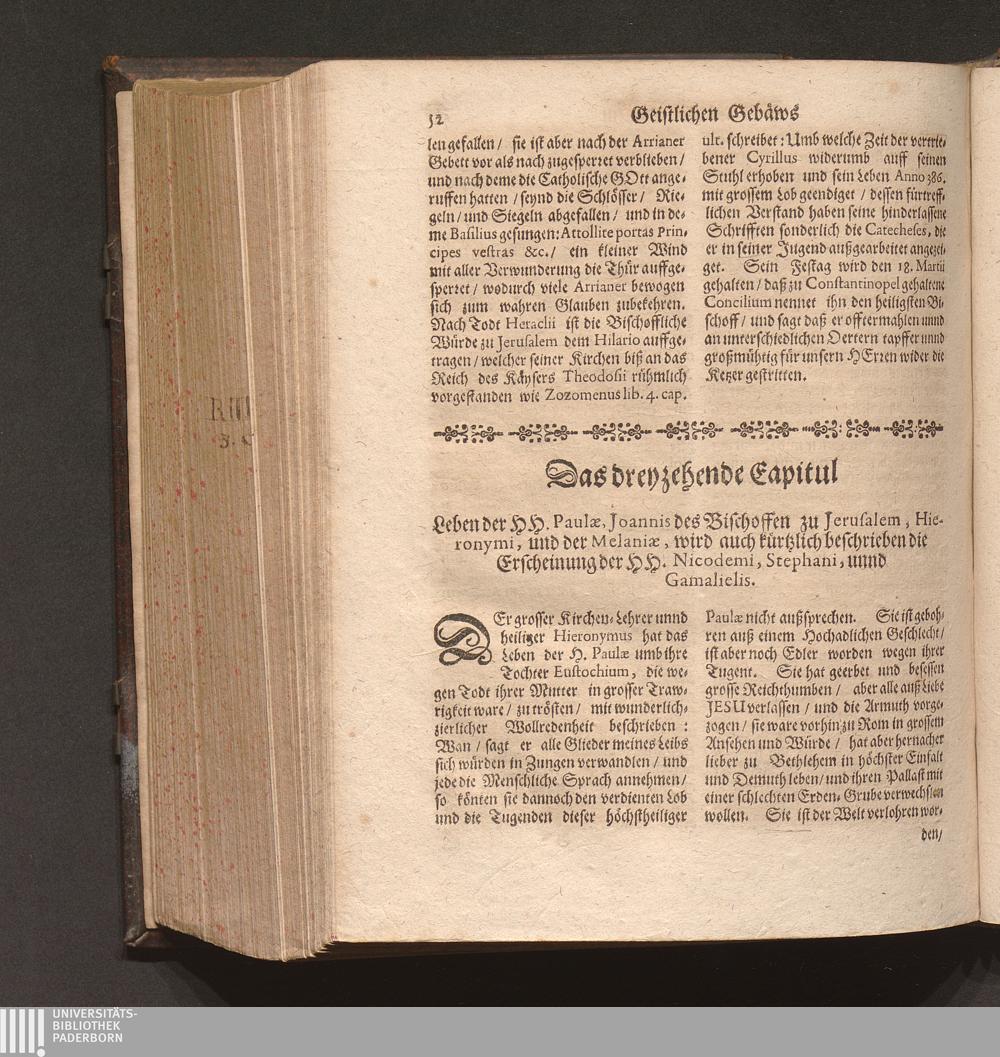 52
Geistlichen Gebäws
len gefallen / sie ist aber nach der Arrianer
Gebett vor als nach zugesperret verblieben /
und nach deme die Catholische GOtt ange-
ruffen hatten / seynd die Schlösser / Rie-
geln / und Siegeln abgefallen / und in de-
me Basilius gesungen: Attollite portas Prin-
cipes vestras &c. / ein kleiner Wind
mit aller Verwunderung die Thür auffge-
sperret / wodurch viele Arrianer bewogen
sich zum wahren Glauben zubekehren.
Nach Todt Heraclii ist die Bischoffliche
Würde zu Jerusalem dem Hilario auffge-
tragen / welcher seiner Kirchen biß an das
Reich des Käysers Theodosii rühmlich
vorgestanden wie Zozomenus lib. 4. cap.
ult. schreibet: Umb welche Zeit der vertrie-
bener Cyrillus widerumb auff seinen
Stuhl erhoben und sein Leben Anno 386.
mit grossem Lob geendiget / dessen fürtreff-
lichen Verstand haben seine hinderlassene
Schrifften sonderlich die Catecheses, die
er in seiner Jugend außgearbeitet angezei-
get. Sein Festag wird den 18. Martii
gehalten / daß zu Constantinopel gehaltene
Concilium nennet ihn den heiligsten Bi-
schoff / und sagt daß er offtermahlen unnd
an unterschiedlichen Oertern tapffer unnd
großmühtig für unsern HErren wider die
Ketzer gestritten.
Das dreyzehende Capitul
Leben der HH. Paulæ, Joannis des Bischoffen zu Jerusalem, Hie-
ronymi, und der Melaniæ, wird auch kürtzlich beschrieben die
Erscheinung der HH. Nicodemi, Stephani, unnd
Gamalielis.
DEr grosser Kirchen-Lehrer unnd
heiliger Hieronymus hat das
Leben der H. Paulæ umb ihre
Tochter Eustochium, die we-
gen Todt ihrer Mutter in grosser Traw-
rigkeit ware / zu trösten / mit wunderlich-
zierlicher Wollredenheit beschrieben:
Wan / sagt er alle Glieder meines Leibs
sich würden in Zungen verwandlen / und
jede die Menschliche Sprach annehmen /
so könten sie dannoch den verdienten Lob
und die Tugenden dieser höchstheiliger
Paulæ nicht außsprechen. Sie ist geboh-
ren auß einem Hochadlichen Geschlecht /
ist aber noch Edler worden wegen ihrer
Tugent. Sie hat geerbet und besessen
grosse Reichthumben / aber alle auß Liebe
JESU verlassen / und die Armuth vorge-
zogen / sie ware vorhin zu Rom in grossem
Ansehen und Würde / hat aber hernacher
lieber zu Bethlehem in höchster Einfalt
und Demuth leben / und ihren Pallast mit
einer schlechten Erden-Grube verwechslen
wollen. Sie ist der Welt verlohren wor-
den /
UNIVERSITÄTS-
BIBLIOTHEK
PADERBORN